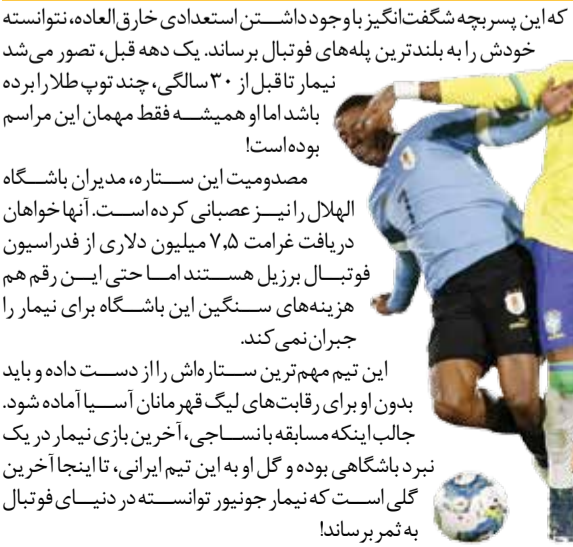 که این پسربچه شگفت‌انگیز با وجود داشتن استعدادی خارق‌العاده، نتوانسته
خودش را به بلندترین پله‌های فوتبال برساند. یک دهه قبل، تصور می‌شد
نیمار تا قبل از ۳۰ سالگی، چند توپ طلا را برده
باشد اما او همیشه فقط مهمان این مراسم
بوده است!
مصدومیت این ستاره، مدیران باشگاه
الهلال را نیز عصبانی کرده است. آنها خواهان
دریافت غرامت ۷٫۵ میلیون دلاری از فدراسیون
فوتبال برزیل هستند اما حتی این رقم هم
هزینه‌های سنگین این باشگاه برای نیمار را
جبران نمی‌کند.
این تیم مهم‌ترین ستاره‌اش را از دست داده و باید
بدون او برای رقابت‌های لیگ قهرمانان آسیا آماده شود.
جالب اینکه مسابقه با نساجی، آخرین بازی نیمار در یک
نبرد باشگاهی بوده و گل او به این تیم ایرانی، تا اینجا آخرین
گلی است که نیمار جونیور توانسته در دنیای فوتبال
به ثمر برساند!